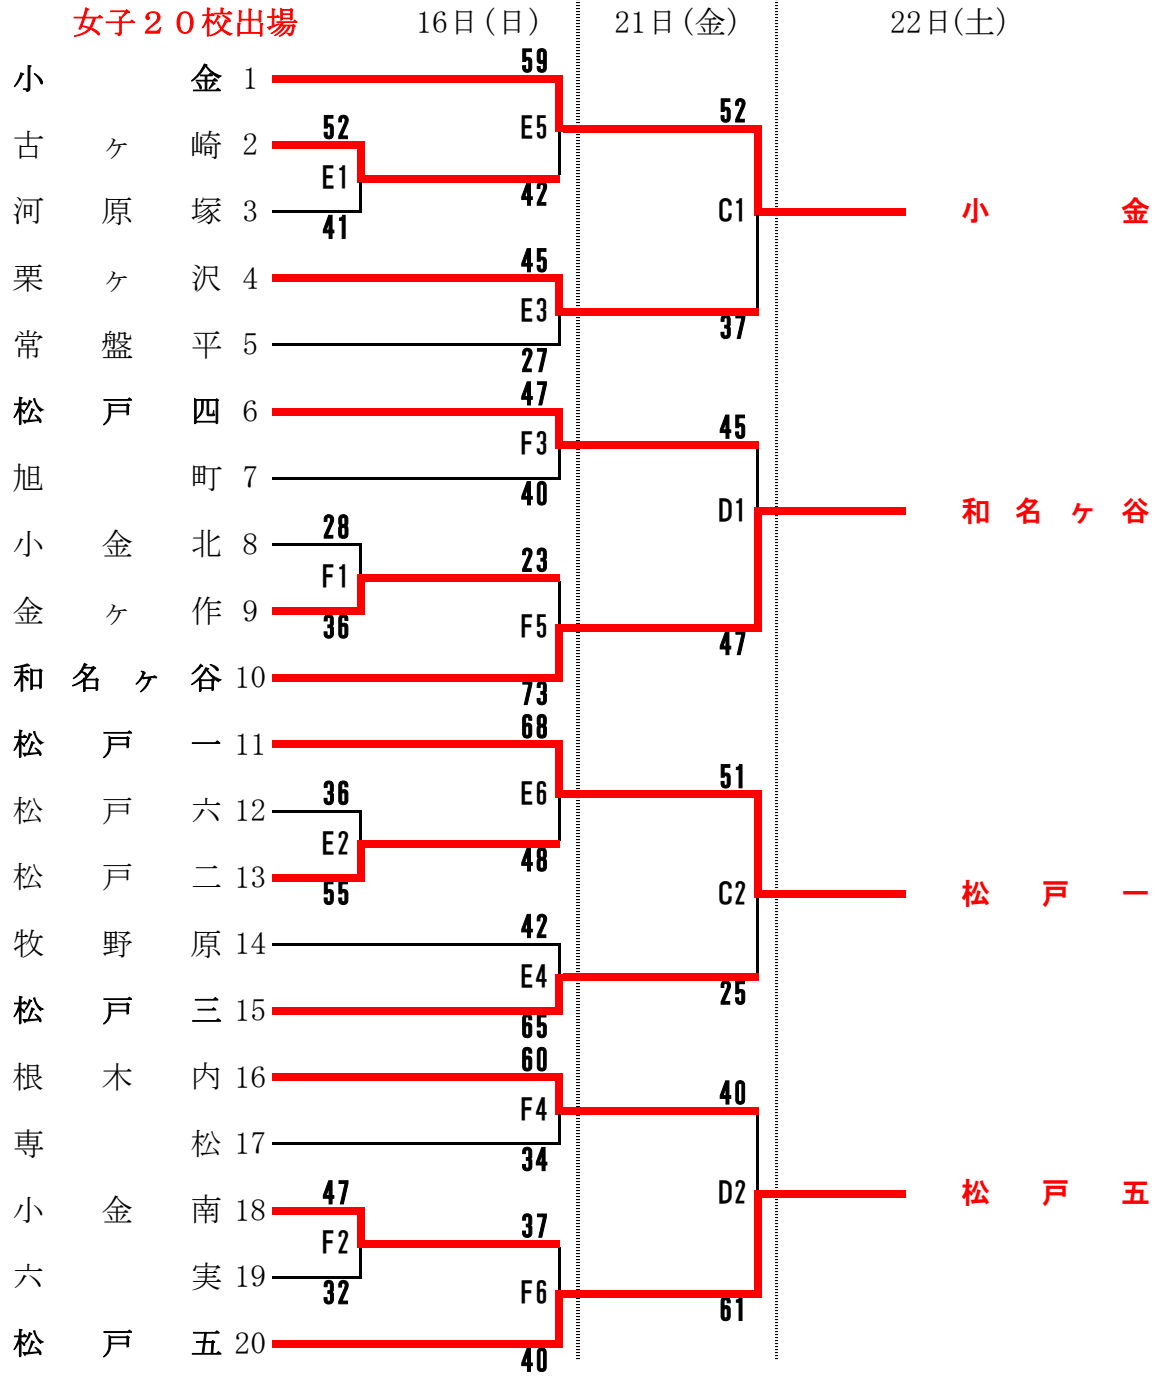 女子２０校出場 16日(日) 21日(金) 22日(土)
59
小金 1
52 52
E5
古ヶ崎 2
E1
42
河原塚 3 C1 小金
41
45
栗ヶ沢 4
E3
37
常盤平 5
27
47
松戸四 6 45
F3
旭町 7
40
28 D1 和名ヶ谷
小金北 8
23
F1
金ヶ作 9
36 F5
47
和名ヶ谷 10
73
68
松戸一 11
51
36 E6
松戸六 12
E2
48
松戸二 13
55 C2 松戸一
42
牧野原 14
E4
25
松戸三 15
65
60
根木内 16
40
F4
専松 17
34
47 D2 松戸五
小金南 18
37
F2
六実 19
32 F6
61
松戸五 20
40